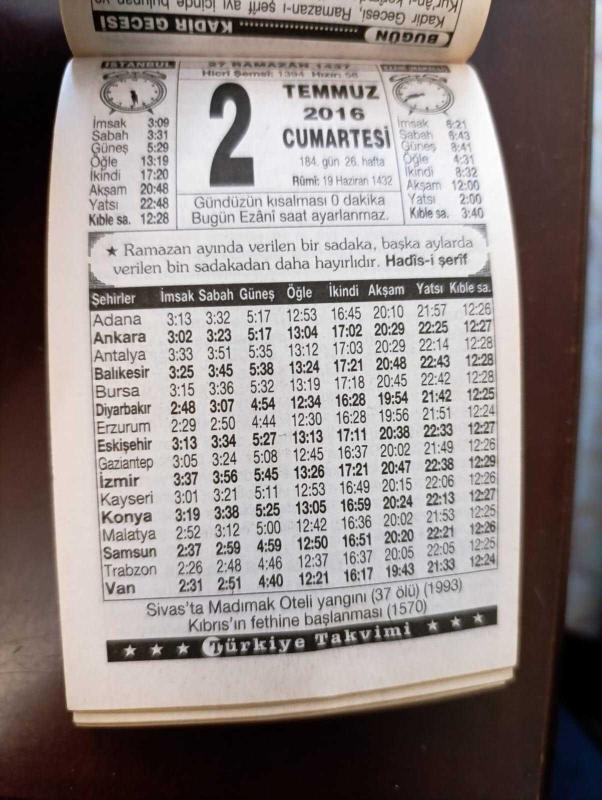 Kadir Gecesi, Ramazan-ı şerîf ayı içinde bulunan
BUGÜN ........ KADİR GECESİ
İSTANBUL
27 RAMAZAN 1437
Hicrî Şemsî: 1394 Hızır: 58
2
TEMMUZ
2016
CUMARTESİ
184. gün 26. hafta
Rûmî: 19 Haziran 1432
İmsak 3:09
Sabah 3:31
Güneş 5:29
Öğle 13:19
İkindi 17:20
Akşam 20:48
Yatsı 22:48
Kıble sa. 12:28
İmsak 6:21
Sabah 6:43
Güneş 8:41
Öğle 4:31
İkindi 8:32
Akşam 12:00
Yatsı 2:00
Kıble sa. 3:40
Gündüzün kısalması 0 dakika
Bugün Ezânî saat ayarlanmaz.
★ Ramazan ayında verilen bir sadaka, başka aylarda
verilen bin sadakadan daha hayırlıdır. Hadîs-i şerîf
Şehirler İmsak Sabah Güneş Öğle İkindi Akşam Yatsı Kıble sa.
Adana 3:13 3:32 5:17 12:53 16:45 20:10 21:57 12:26
Ankara 3:02 3:23 5:17 13:04 17:02 20:29 22:25 12:27
Antalya 3:33 3:51 5:35 13:12 17:03 20:29 22:14 12:28
Balıkesir 3:25 3:45 5:38 13:24 17:21 20:48 22:43 12:28
Bursa 3:15 3:36 5:32 13:19 17:18 20:45 22:42 12:28
Diyarbakır 2:48 3:07 4:54 12:34 16:28 19:54 21:42 12:25
Erzurum 2:29 2:50 4:44 12:30 16:28 19:56 21:51 12:24
Eskişehir 3:13 3:34 5:27 13:13 17:11 20:38 22:33 12:27
Gaziantep 3:05 3:24 5:08 12:45 16:37 20:02 21:49 12:26
İzmir 3:37 3:56 5:45 13:26 17:21 20:47 22:38 12:29
Kayseri 3:01 3:21 5:11 12:53 16:49 20:15 22:06 12:26
Konya 3:19 3:38 5:25 13:05 16:59 20:24 22:13 12:27
Malatya 2:52 3:12 5:00 12:42 16:36 20:02 21:53 12:25
Samsun 2:37 2:59 4:59 12:50 16:51 20:20 22:21 12:26
Trabzon 2:26 2:48 4:46 12:37 16:37 20:05 22:05 12:25
Van 2:31 2:51 4:40 12:21 16:17 19:43 21:33 12:24
Sivas'ta Madımak Oteli yangını (37 ölü) (1993)
Kıbrıs'ın fethine başlanması (1570)
★ ★ ★ Türkiye Takvimi ★ ★ ★